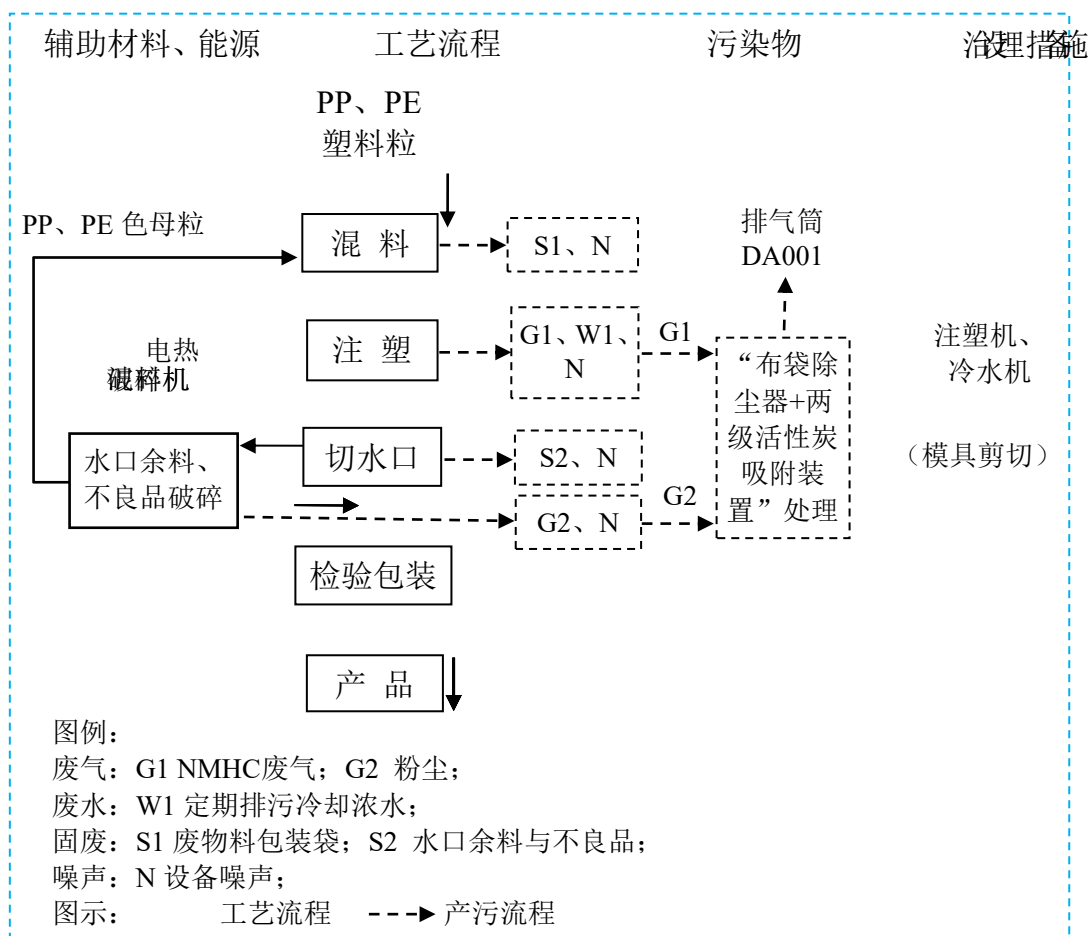 辅助材料、能源 工艺流程 污染物 治理措施
PP、PE
塑料粒
PP、PE 色母粒
混 料
S1、N
排气筒
DA001
电热
注 塑
G1、W1、
N
G1
注塑机、
冷水机
“布袋除
尘器+两
级活性炭
吸附装
置”处理
水口余料、
不良品破碎
切水口
S2、N
（模具剪切）
G2、N
G2
检验包装
产 品
图例：
废气：G1 NMHC废气；G2 粉尘；
废水：W1 定期排污冷却浓水；
固废：S1 废物料包装袋；S2 水口余料与不良品；
噪声：N 设备噪声；
图示： 工艺流程 产污流程